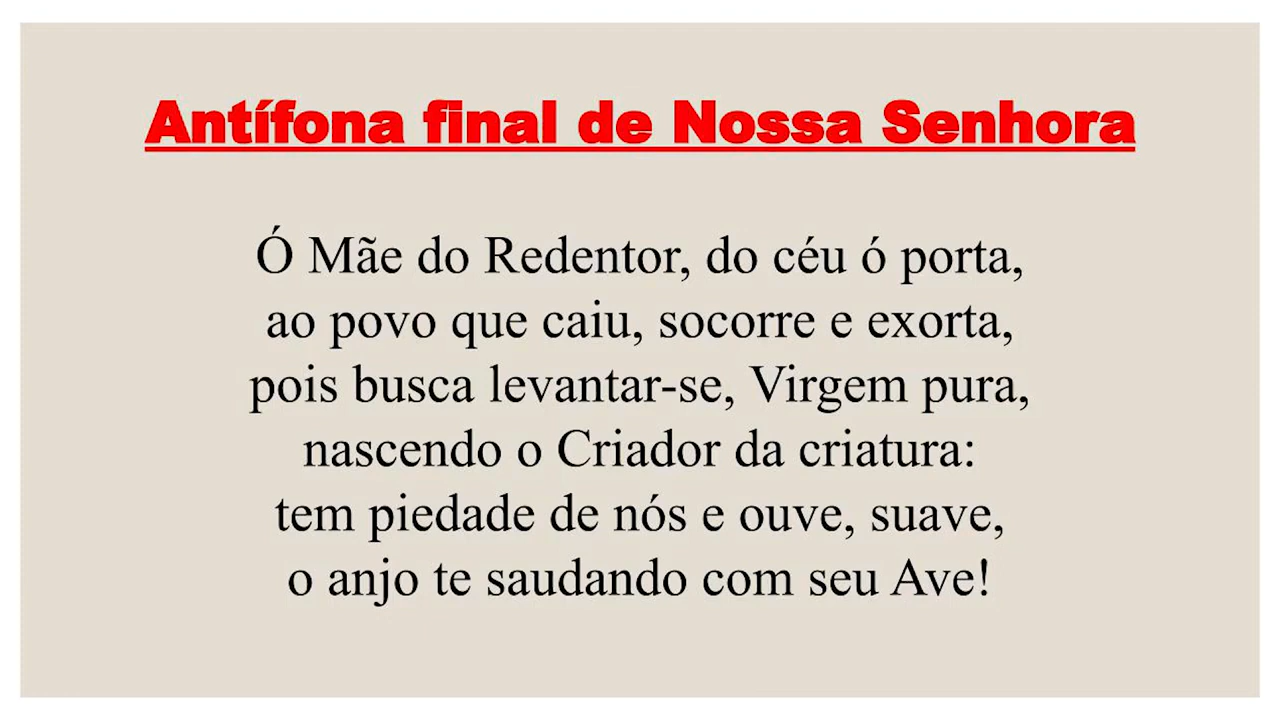 Antífona final de Nossa Senhora
Ó Mãe do Redentor, do céu ó porta,
ao povo que caiu, socorre e exorta,
pois busca levantar-se, Virgem pura,
nascendo o Criador da criatura:
tem piedade de nós e ouve, suave,
o anjo te saudando com seu Ave!